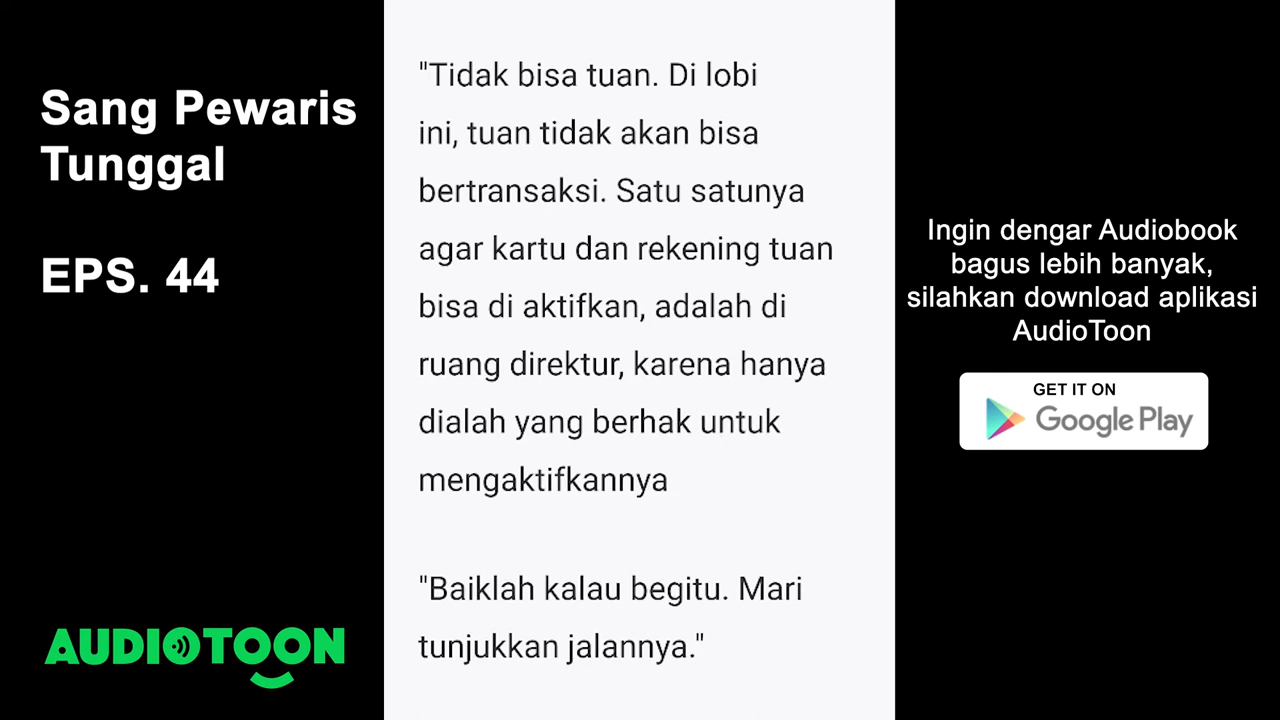 Sang Pewaris
Tunggal
EPS. 44
AUDIOTOON
"Tidak bisa tuan. Di lobi
ini, tuan tidak akan bisa
bertransaksi. Satu satunya
agar kartu dan rekening tuan
bisa di aktifkan, adalah di
ruang direktur, karena hanya
dialah yang berhak untuk
mengaktifkannya
"Baiklah kalau begitu. Mari
tunjukkan jalannya."
Ingin dengar Audiobook
bagus lebih banyak,
silahkan download aplikasi
AudioToon
GET IT ON
Google Play